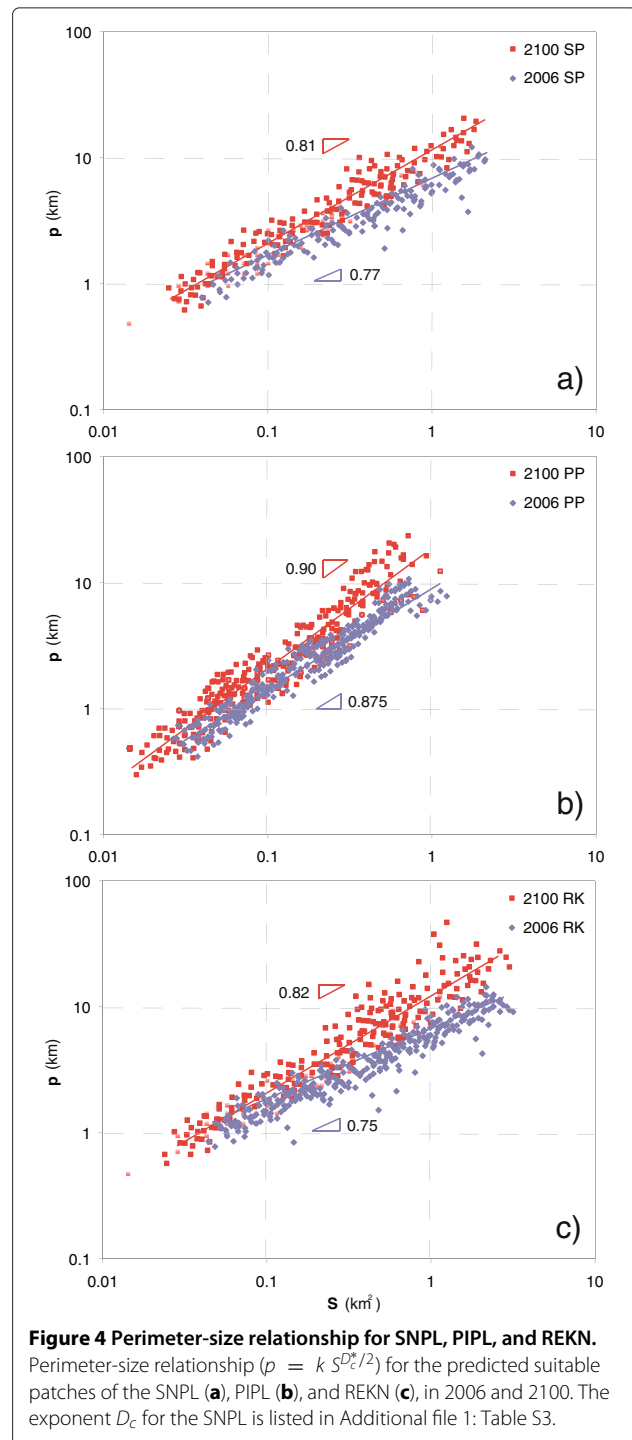 100
2100 SP
2006 SP
0.81
10
p (km)
1
0.77
a)
0.1
0.01 0.1 1 10
100
2100 PP
2006 PP
0.90
10
p (km)
1
0.875
b)
0.1
0.01 0.1 1 10
100
2100 RK
2006 RK
0.82
10
p (km)
1
0.75
c)
0.1
0.01 0.1 1 10
S (km²)
Figure 4 Perimeter-size relationship for SNPL, PIPL, and REKN.
Perimeter-size relationship (p = k S^{D_c^*/2}) for the predicted suitable
patches of the SNPL (a), PIPL (b), and REKN (c), in 2006 and 2100. The
exponent D_c for the SNPL is listed in Additional file 1: Table S3.